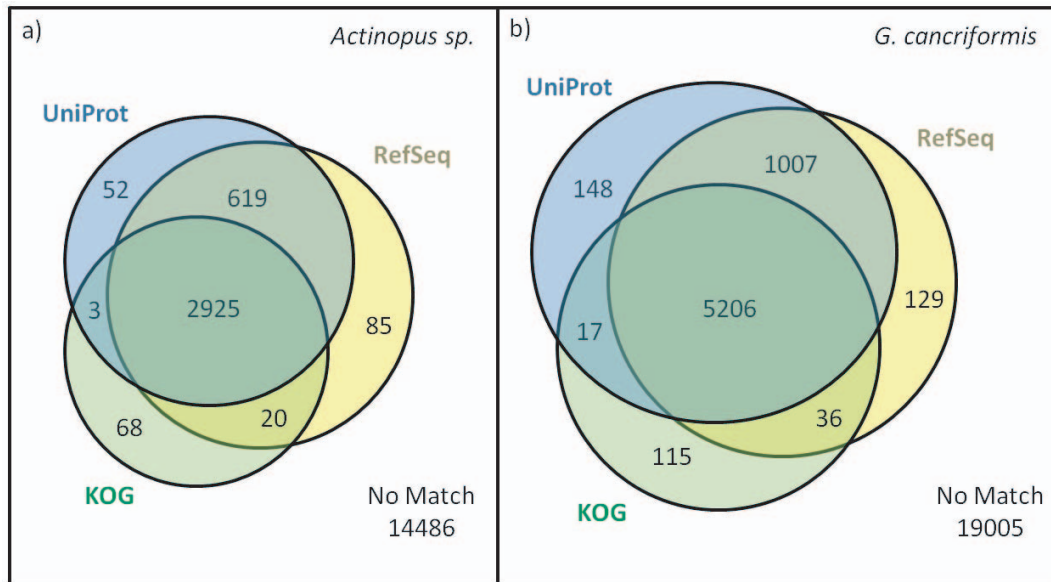 a)
Actinopus sp.
UniProt
RefSeq
52
619
3
2925
85
68
20
KOG
No Match
14486
b)
G. cancriformis
UniProt
RefSeq
148
1007
17
5206
129
115
36
KOG
No Match
19005